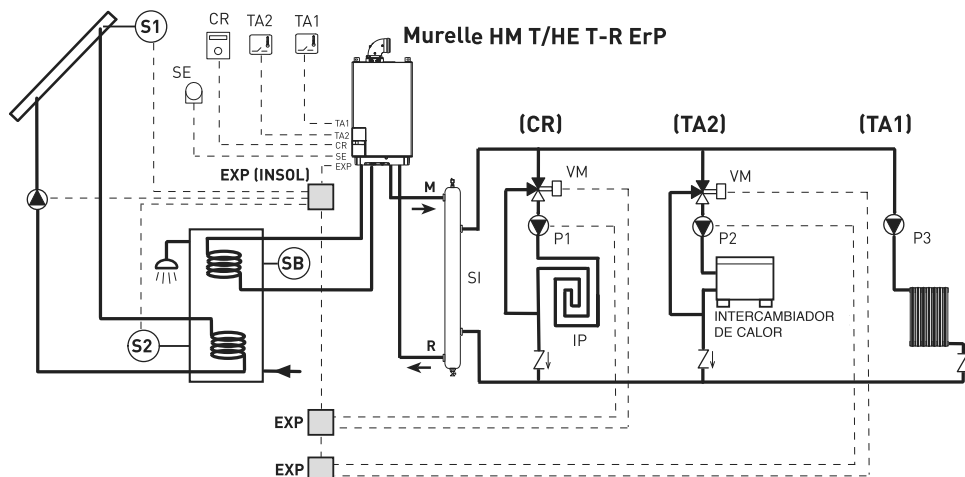 S1
CR
TA2
TA1
Murelle HM T/HE T-R ErP
SE
TA1
TA2
CR
SE
EXP
(CR)
(TA2)
(TA1)
EXP (INSOL)
M
VM
VM
P1
P2
P3
SB
SI
INTERCAMBIADOR
DE CALOR
IP
S2
R
EXP
EXP